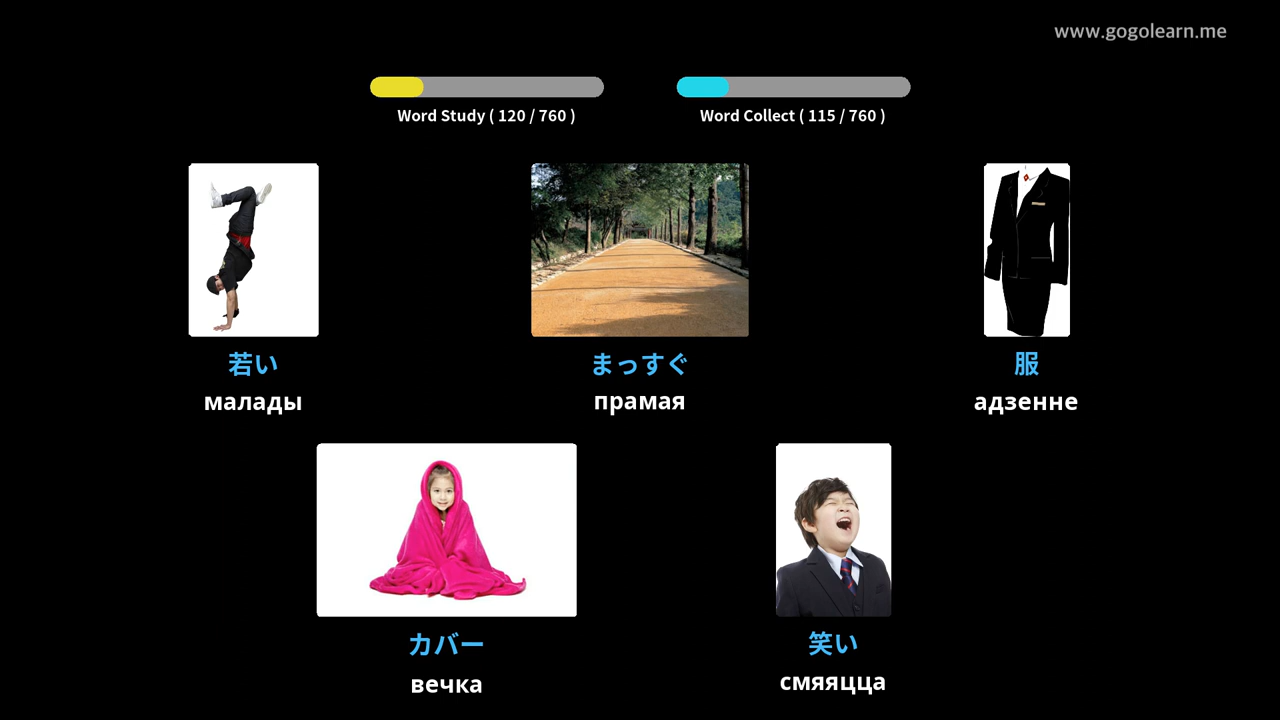 www.gogolearn.me
Word Study ( 120 / 760 )
Word Collect ( 115 / 760 )
若い
малады
まっすぐ
прамая
服
адзенне
カバー
вечка
笑い
смяяцца